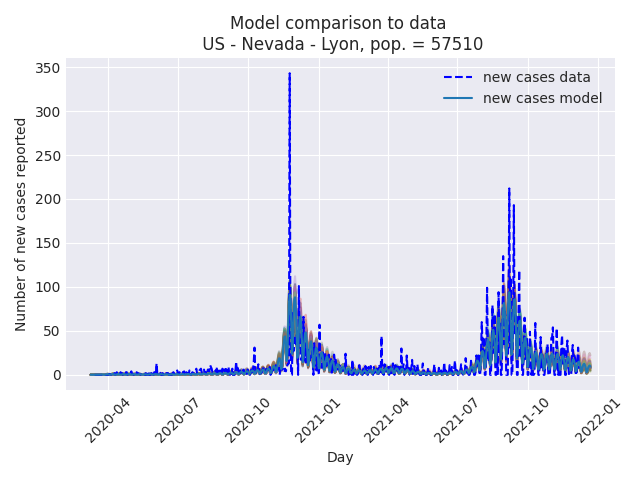 Model comparison to data
US - Nevada - Lyon, pop. = 57510
new cases data
new cases model
Number of new cases reported
350
300
250
200
150
100
50
0
2020-04
2020-07
2020-10
2021-01
2021-04
2021-07
2021-10
2022-01
Day